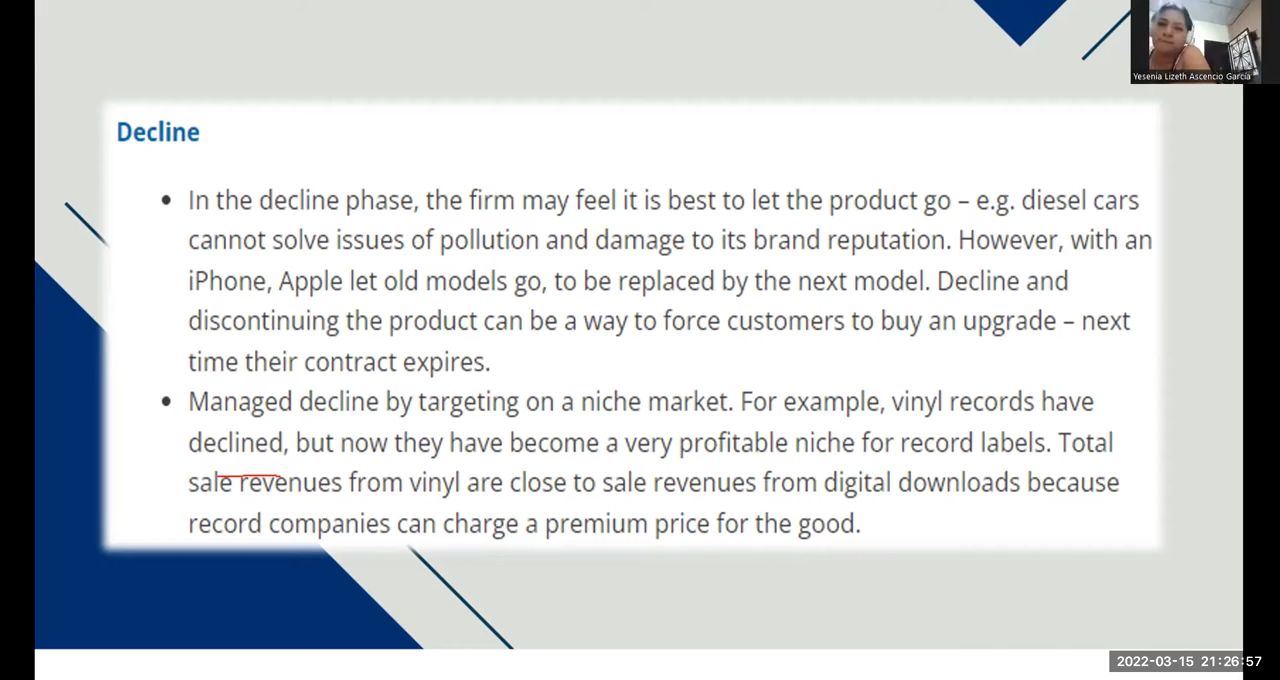 Yesenia Lizeth Ascencio García
Decline
• In the decline phase, the firm may feel it is best to let the product go – e.g. diesel cars
cannot solve issues of pollution and damage to its brand reputation. However, with an
iPhone, Apple let old models go, to be replaced by the next model. Decline and
discontinuing the product can be a way to force customers to buy an upgrade – next
time their contract expires.
• Managed decline by targeting on a niche market. For example, vinyl records have
declined, but now they have become a very profitable niche for record labels. Total
sale revenues from vinyl are close to sale revenues from digital downloads because
record companies can charge a premium price for the good.
2022-03-15 21:26:57